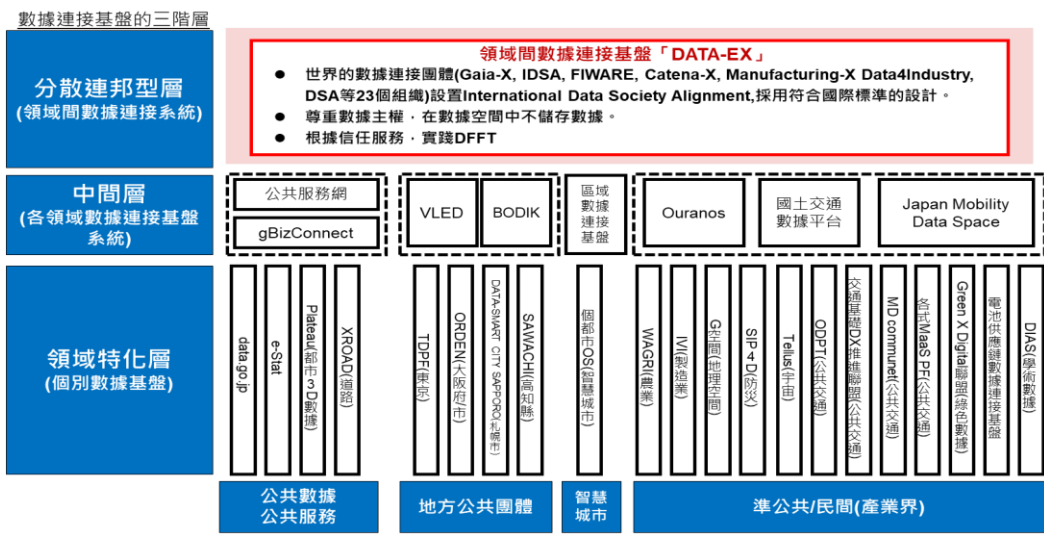 數據連接基盤的三階層
分散連邦型層
(領域間數據連接系統)
領域間數據連接基盤「DATA-EX」
● 世界的數據連接團體(Gaia-X, IDSA, FIWARE, Catena-X, Manufacturing-X Data4Industry,
DSA等23個組織)設置International Data Society Alignment,採用符合國際標準的設計。
● 尊重數據主權，在數據空間中不儲存數據。
● 根據信任服務，實踐DFFT
中間層
(各領域數據連接基盤
系統)
公共服務網
gBizConnect
VLED
BODIK
區域
數據
連接
基盤
Ouranos
國土交通
數據平台
Japan Mobility
Data Space
領域特化層
(個別數據基盤)
data.go.jp
e-Stat
Plateau(都市3D數據)
XROAD(道路)
TDPF(東京)
ORDEN(大阪府市)
DATA-SMART CITY SAPPORO(札幌市)
SAWACHI(高知縣)
個都市OS(智慧城市)
WAGRI(農業)
IVI(製造業)
G空間(地理空間)
SIP4D(防災)
Tellus(宇宙)
ODPT(公共交通)
交通基礎DX推進聯盟(公共交通)
MD communet(公共交通)
各式MaaS PF(公共交通)
Green X Digital聯盟(綠色數據)
電池供應鏈數據連接基盤
DIAS(學術數據)
公共數據
公共服務
地方公共團體
智慧
城市
準公共/民間(產業界)